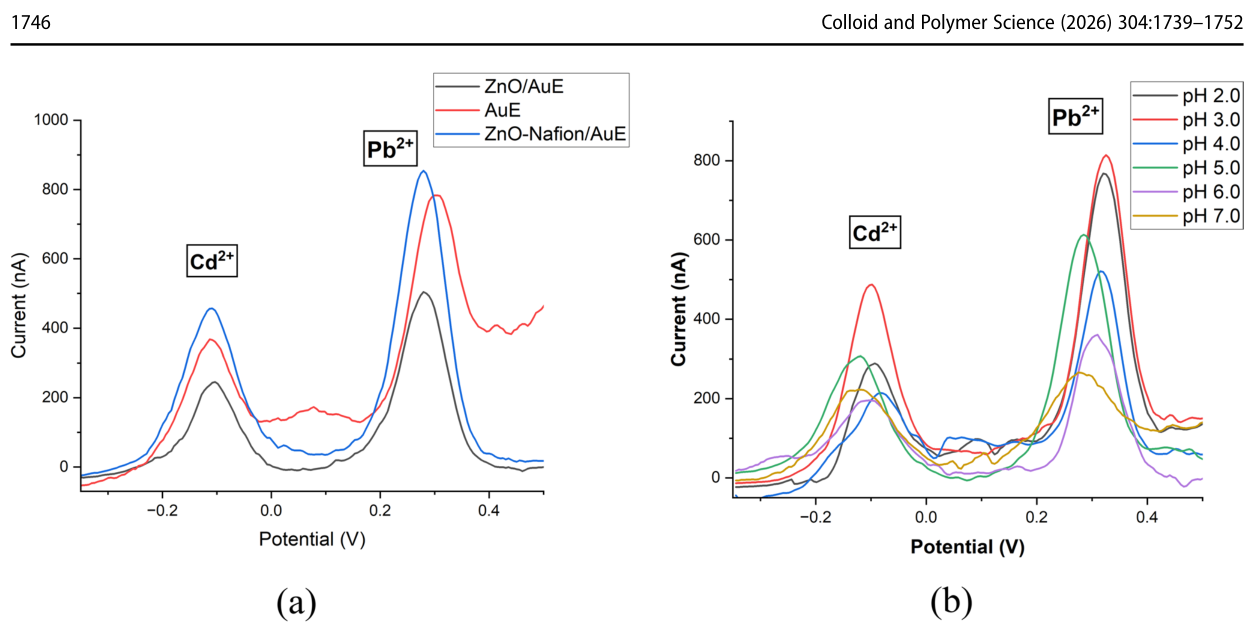 1746
Colloid and Polymer Science (2026) 304:1739–1752
ZnO/AuE
AuE
ZnO-Nafion/AuE
Cd2+
Pb2+
Current (nA)
1000
800
600
400
200
0
−0.2
0.0
0.2
0.4
Potential (V)
(a)
pH 2.0
pH 3.0
pH 4.0
pH 5.0
pH 6.0
pH 7.0
Pb2+
Cd2+
Current (nA)
800
600
400
200
0
−0.2
0.0
0.2
0.4
Potential (V)
(b)